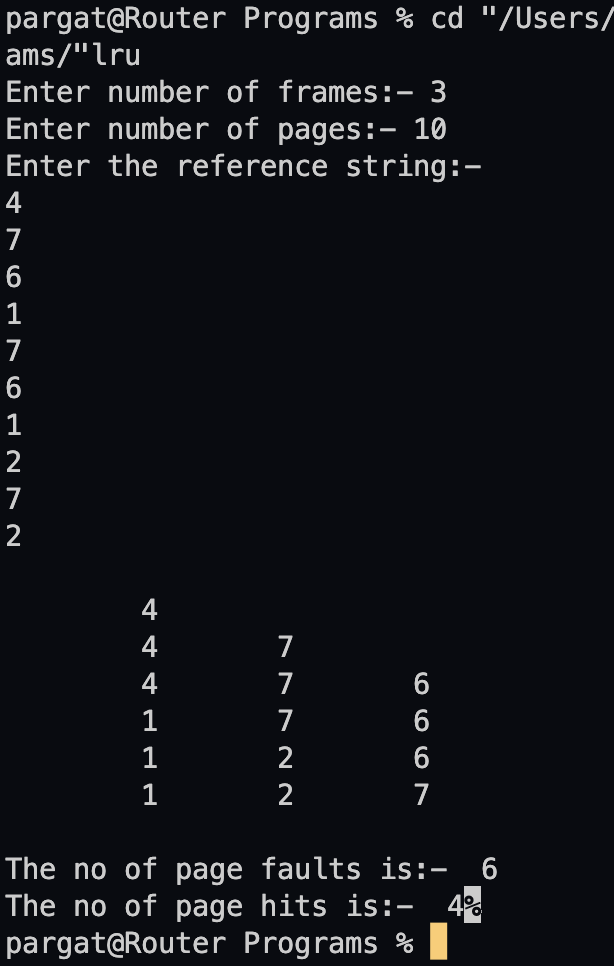 pargat@Router Programs % cd "/Users/
ams/"lru
Enter number of frames:- 3
Enter number of pages:- 10
Enter the reference string:-
4
7
6
1
7
6
1
2
7
2
4
4 7
4 7 6
1 7 6
1 2 6
1 2 7
The no of page faults is:-  6
The no of page hits is:-  4%
pargat@Router Programs %